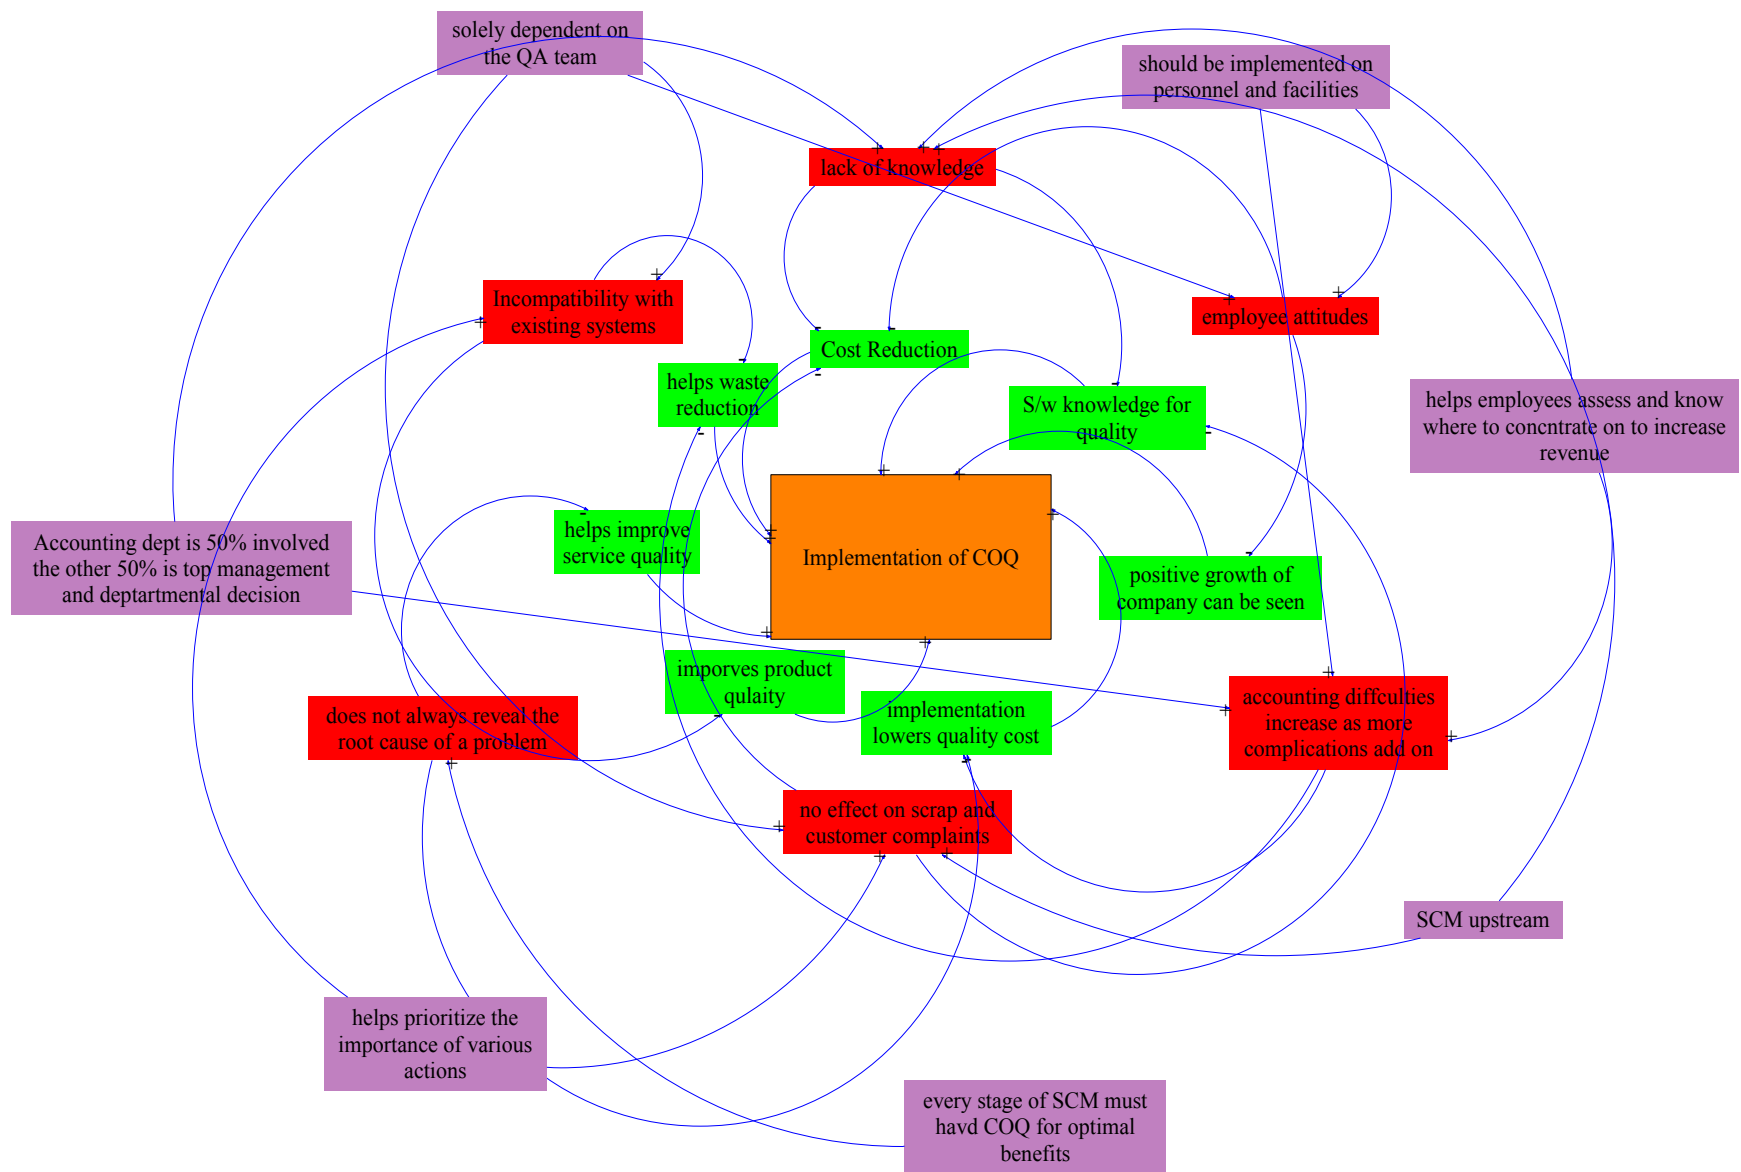 solely dependent on
the QA team
should be implemented on
personnel and facilities
lack of knowledge
Incompatibility with
existing systems
employee attitudes
Cost Reduction
helps waste
reduction
S/w knowledge for
quality
helps employees assess and know
where to concntrate on to increase
revenue
helps improve
service quality
Implementation of COQ
Accounting dept is 50% involved
the other 50% is top management
and deptartmental decision
positive growth of
company can be seen
imporves product
qulaity
implementation
lowers quality cost
accounting diffculties
increase as more
complications add on
does not always reveal the
root cause of a problem
no effect on scrap and
customer complaints
SCM upstream
helps prioritize the
importance of various
actions
every stage of SCM must
havd COQ for optimal
benefits